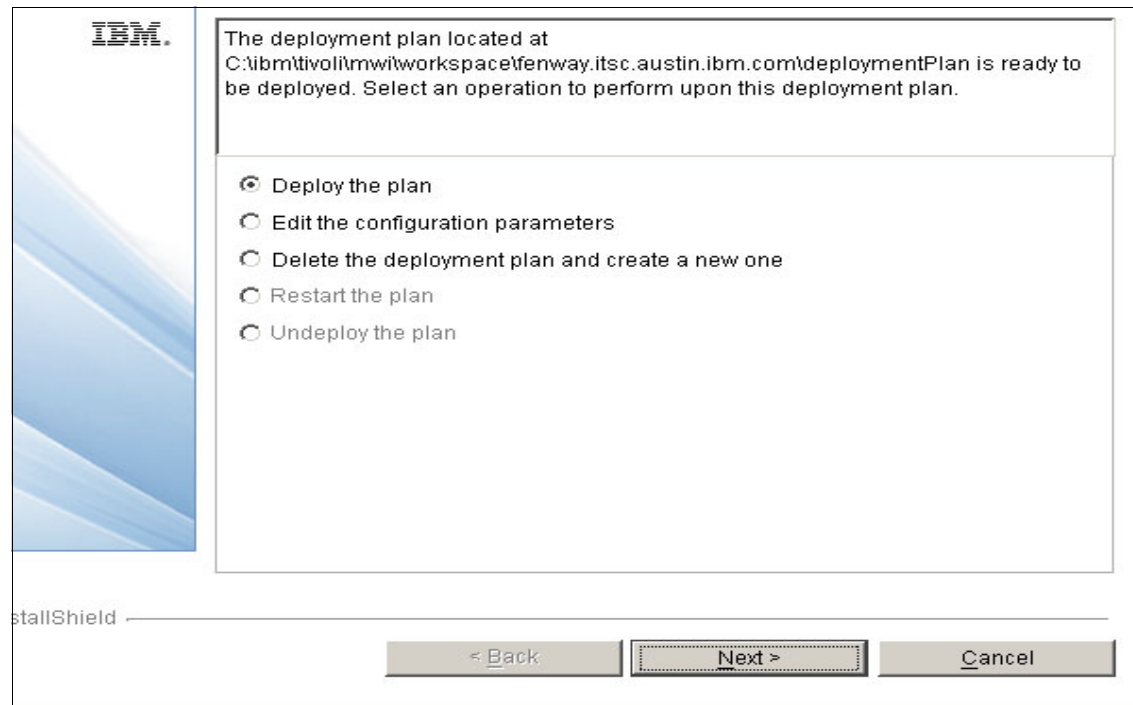 IBM.
The deployment plan located at
C:\ibm\tivoli\mwi\workspace\fenway.itsc.austin.ibm.com\deploymentPlan is ready to
be deployed. Select an operation to perform upon this deployment plan.
Deploy the plan
Edit the configuration parameters
Delete the deployment plan and create a new one
Restart the plan
Undeploy the plan
stallShield
< Back
Next >
Cancel